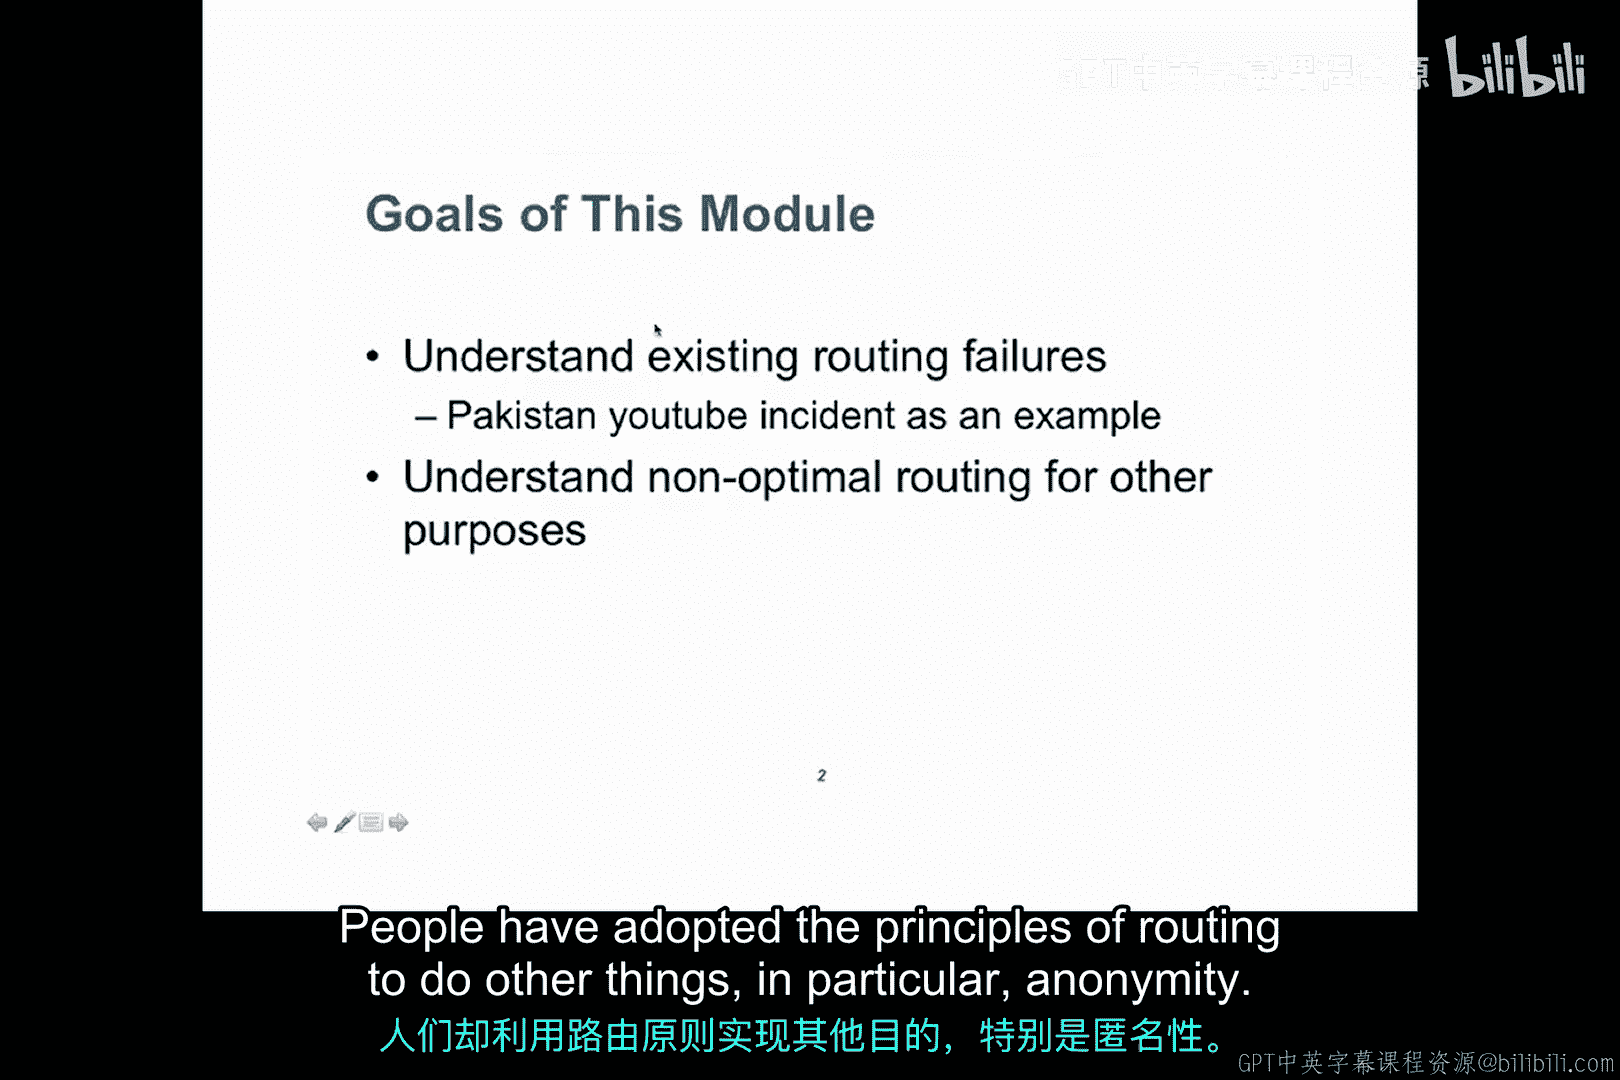 bilibili
Goals of This Module
• Understand existing routing failures
– Pakistan youtube incident as an example
• Understand non-optimal routing for other
purposes
2
People have adopted the principles of routing
to do other things, in particular, anonymity.
人们却利用路由原则实现其他目的，特别是匿名性。
GPT中英字幕课程资源@bilibili.com